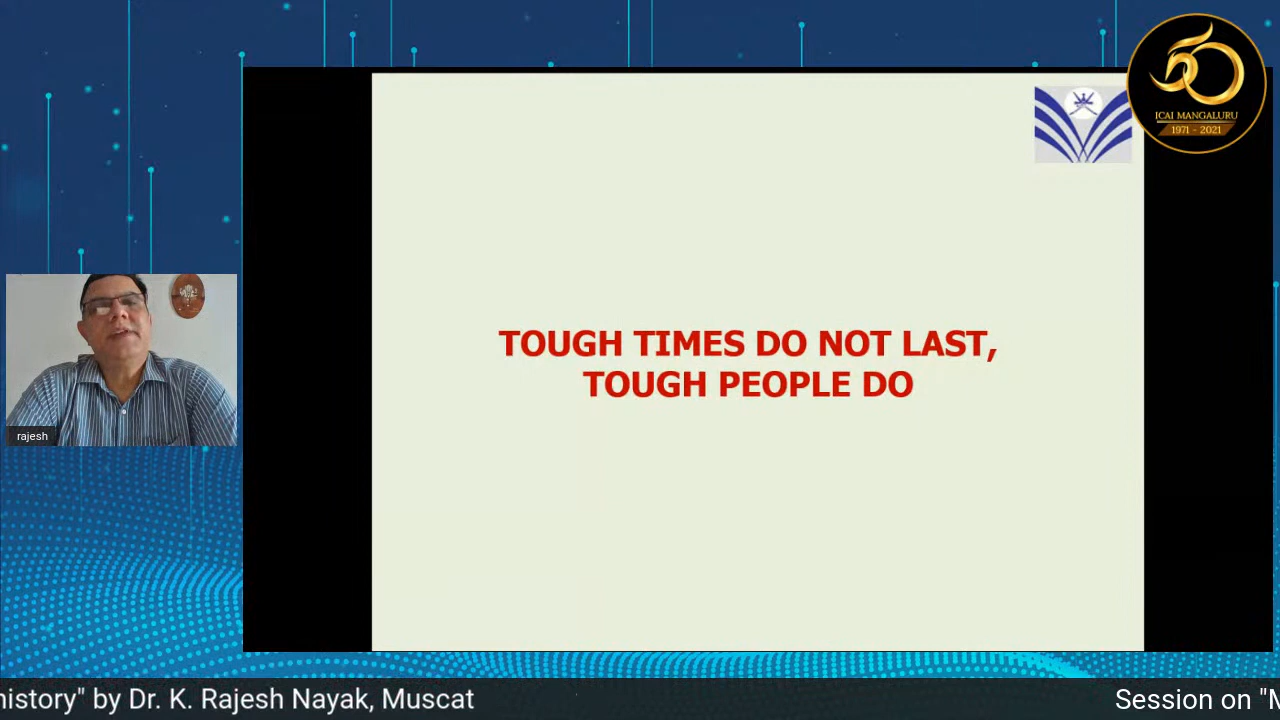 ICAI MANGALURU
1971 - 2021
TOUGH TIMES DO NOT LAST,
TOUGH PEOPLE DO
rajesh
history" by Dr. K. Rajesh Nayak, Muscat
Session on "M